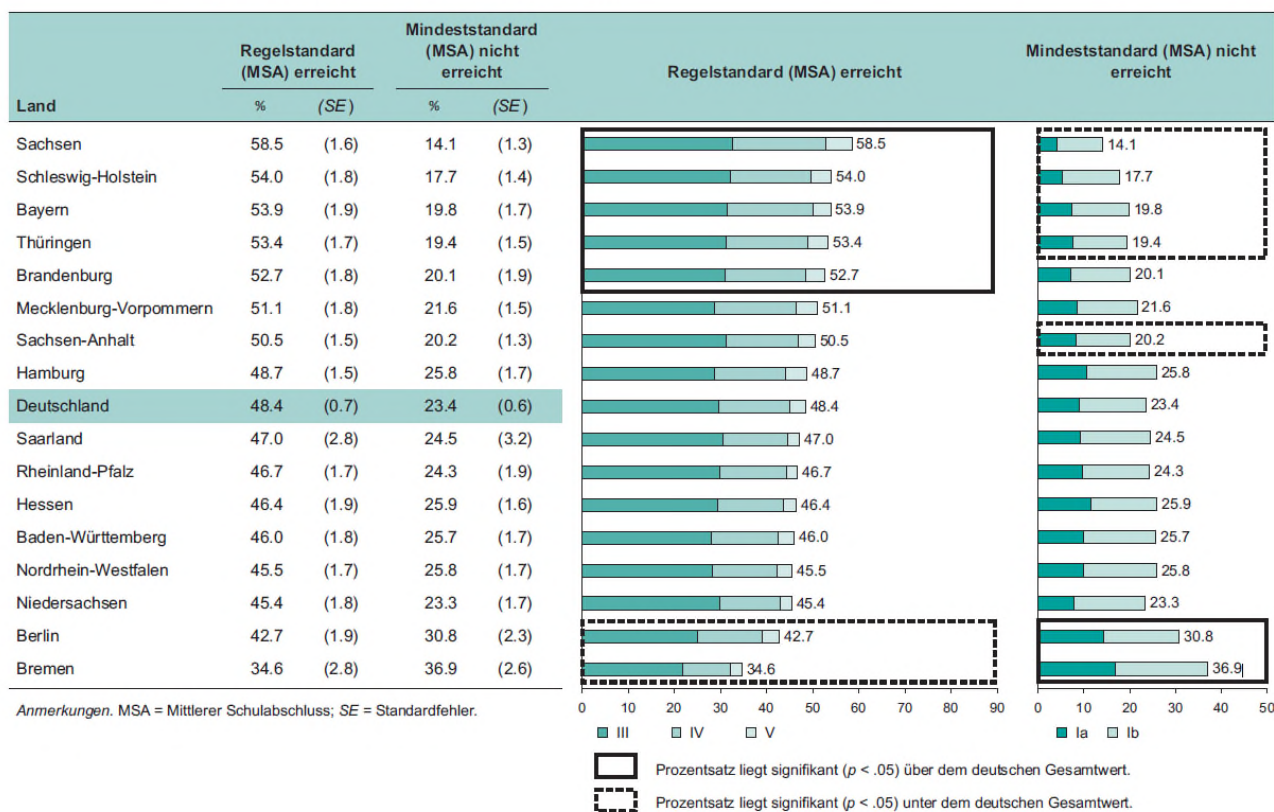 Land
Regelstandard (MSA) erreicht
% (SE)
Mindeststandard (MSA) nicht erreicht
% (SE)
Regelstandard (MSA) erreicht
Mindeststandard (MSA) nicht erreicht
Sachsen 58.5 (1.6) 14.1 (1.3) 58.5 14.1
Schleswig-Holstein 54.0 (1.8) 17.7 (1.4) 54.0 17.7
Bayern 53.9 (1.9) 19.8 (1.7) 53.9 19.8
Thüringen 53.4 (1.7) 19.4 (1.5) 53.4 19.4
Brandenburg 52.7 (1.8) 20.1 (1.9) 52.7 20.1
Mecklenburg-Vorpommern 51.1 (1.8) 21.6 (1.5) 51.1 21.6
Sachsen-Anhalt 50.5 (1.5) 20.2 (1.3) 50.5 20.2
Hamburg 48.7 (1.5) 25.8 (1.7) 48.7 25.8
Deutschland 48.4 (0.7) 23.4 (0.6) 48.4 23.4
Saarland 47.0 (2.8) 24.5 (3.2) 47.0 24.5
Rheinland-Pfalz 46.7 (1.7) 24.3 (1.9) 46.7 24.3
Hessen 46.4 (1.9) 25.9 (1.6) 46.4 25.9
Baden-Württemberg 46.0 (1.8) 25.7 (1.7) 46.0 25.7
Nordrhein-Westfalen 45.5 (1.7) 25.8 (1.7) 45.5 25.8
Niedersachsen 45.4 (1.8) 23.3 (1.7) 45.4 23.3
Berlin 42.7 (1.9) 30.8 (2.3) 42.7 30.8
Bremen 34.6 (2.8) 36.9 (2.6) 34.6 36.9
Anmerkungen. MSA = Mittlerer Schulabschluss; SE = Standardfehler.
0 10 20 30 40 50 60 70 80 90
0 10 20 30 40 50
III IV V
Ia Ib
Prozentsatz liegt signifikant (p < .05) über dem deutschen Gesamtwert.
Prozentsatz liegt signifikant (p < .05) unter dem deutschen Gesamtwert.